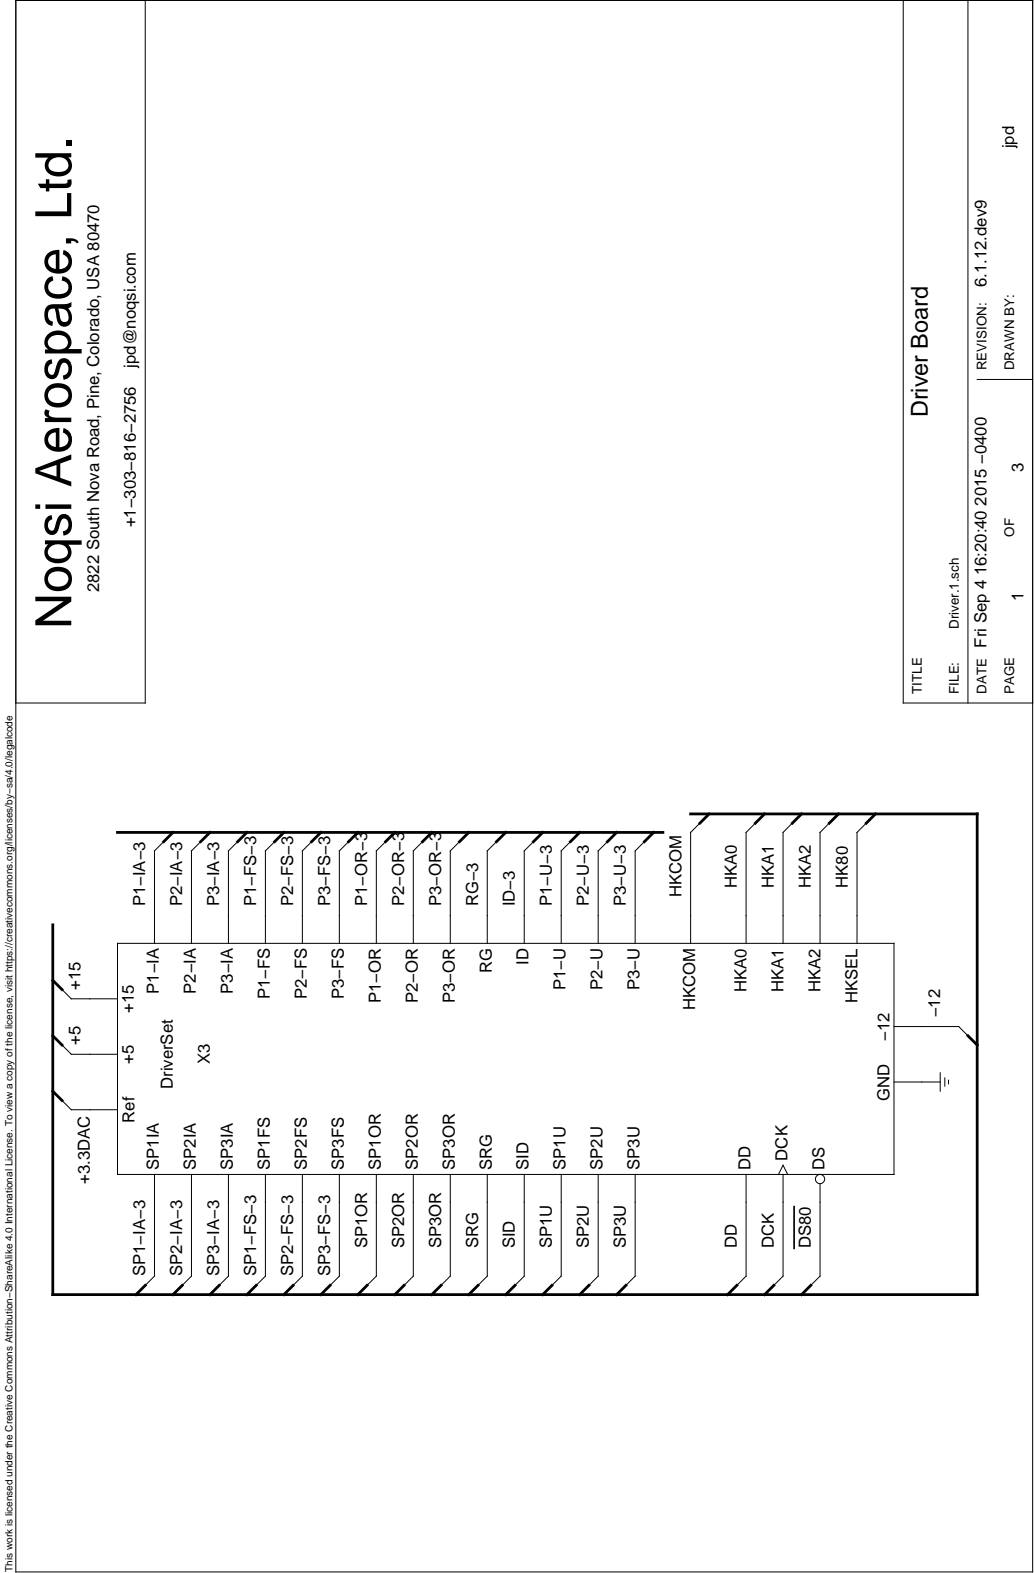 This work is licensed under the Creative Commons Attribution−ShareAlike 4.0 International License. To view a copy of the license, visit https://creativecommons.org/licenses/by−sa/4.0/legalcode
Noqsi Aerospace, Ltd.
2822 South Nova Road, Pine, Colorado, USA 80470
+1−303−816−2756 jpd@noqsi.com
+3.3DAC
+5
+15
Ref
+5
+15
DriverSet
X3
SP1−IA−3 SP1IA P1−IA P1−IA−3
SP2−IA−3 SP2IA P2−IA P2−IA−3
SP3−IA−3 SP3IA P3−IA P3−IA−3
SP1−FS−3 SP1FS P1−FS P1−FS−3
SP2−FS−3 SP2FS P2−FS P2−FS−3
SP3−FS−3 SP3FS P3−FS P3−FS−3
SP1OR SP1OR P1−OR P1−OR−3
SP2OR SP2OR P2−OR P2−OR−3
SP3OR SP3OR P3−OR P3−OR−3
SRG SRG RG RG−3
SID SID ID ID−3
SP1U SP1U P1−U P1−U−3
SP2U SP2U P2−U P2−U−3
SP3U SP3U P3−U P3−U−3
HKCOM HKCOM
DD DD HKA0 HKA0
DCK DCK HKA1 HKA1
DS80 DS HKA2 HKA2
HKSEL HK80
GND −12
−12
TITLE
Driver Board
FILE: Driver.1.sch
DATE Fri Sep 4 16:20:40 2015 −0400 REVISION: 6.1.12.dev9
PAGE 1 OF 3 DRAWN BY: jpd